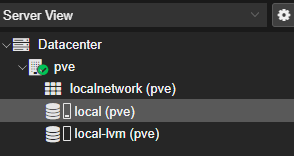 Server View
Datacenter
pve
localnetwork (pve)
local (pve)
local-lvm (pve)